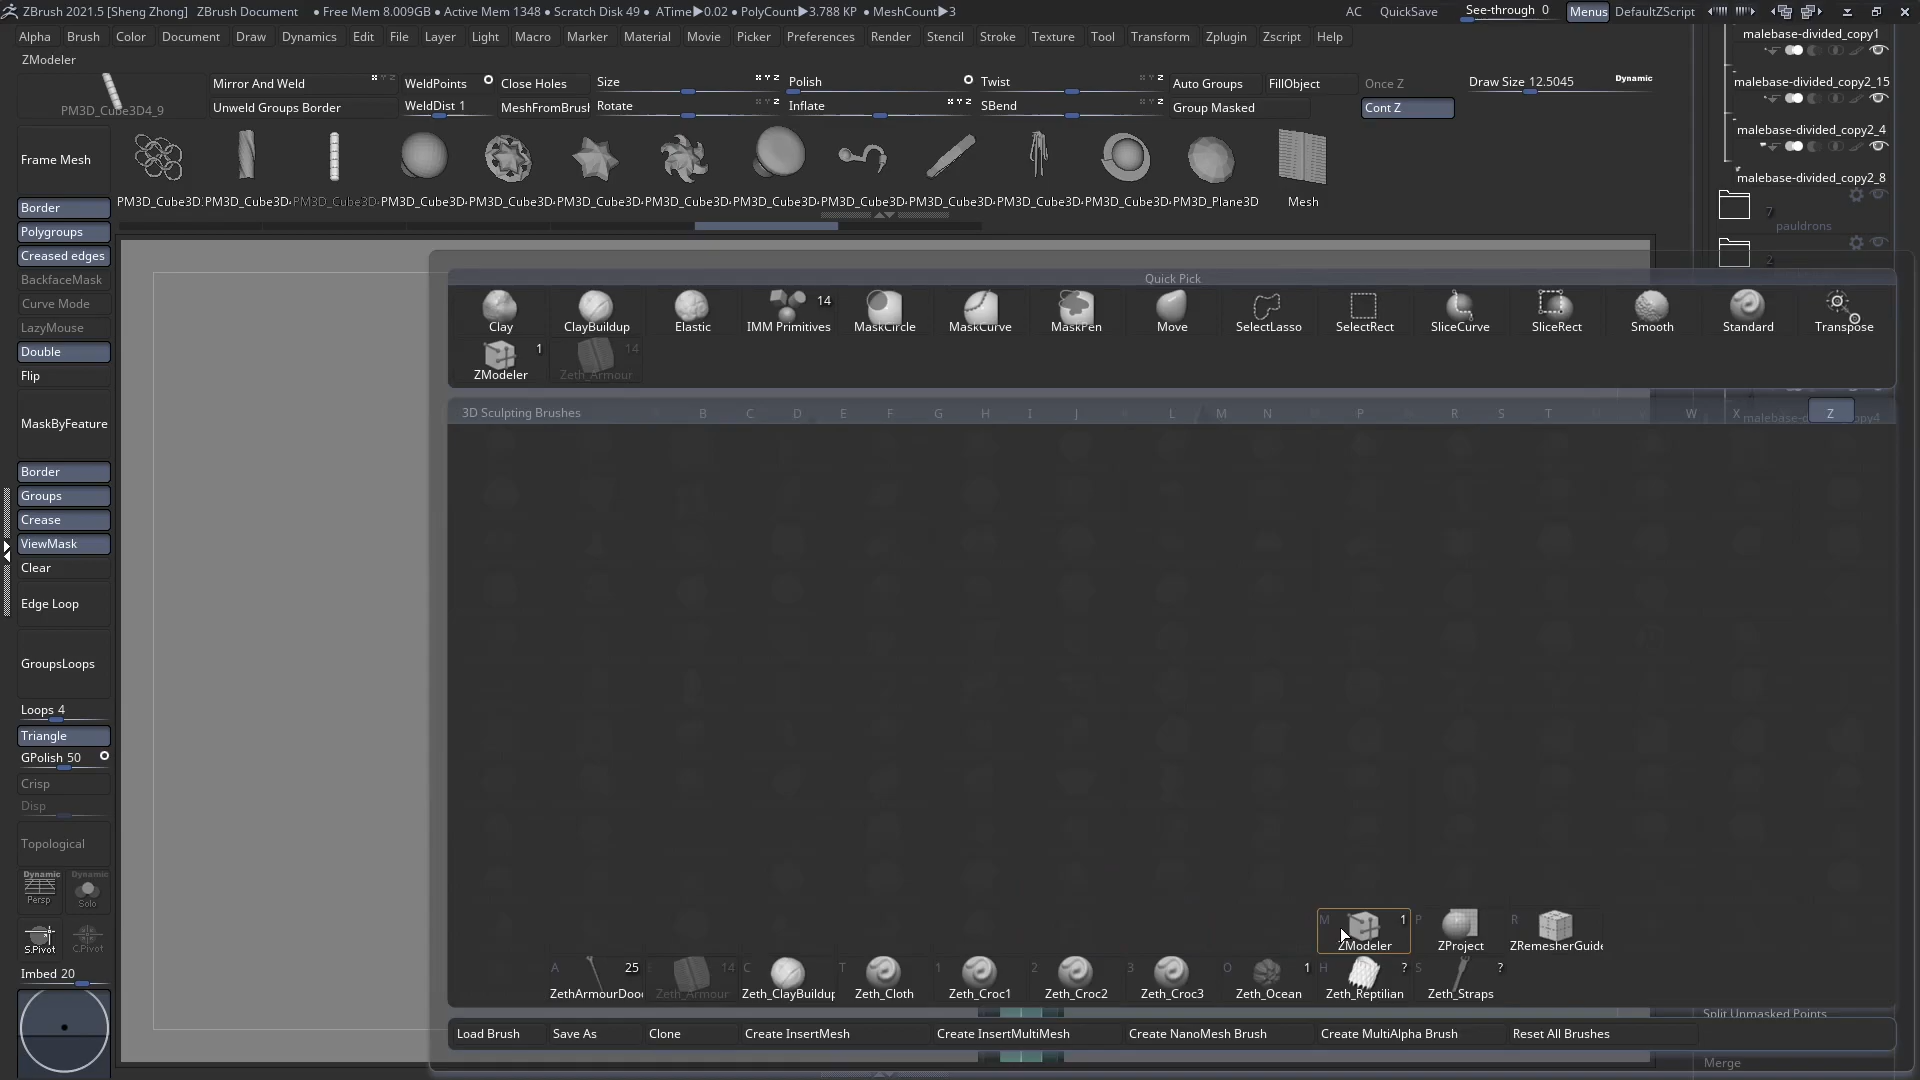 ZBrush 2021.5 [Sheng Zhong] ZBrush Document • Free Mem 8.009GB • Active Mem 1348 • Scratch Disk 49 • ATime▶0.02 • PolyCount▶3.788 KP • MeshCount▶3 AC QuickSave See-through 0 Menus DefaultZScript
Alpha Brush Color Document Draw Dynamics Edit File Layer Light Macro Marker Material Movie Picker Preferences Render Stencil Stroke Texture Tool Transform Zplugin Zscript Help
malebase-divided_copy1
ZModeler
PM3D_Cube3D4_9
Mirror And Weld WeldPoints Close Holes Size Polish Twist Auto Groups FillObject Once Z Draw Size 12.5045 Dynamic
malebase-divided_copy2_15
Unweld Groups Border WeldDist 1 MeshFromBrush Rotate Inflate SBend Group Masked Cont Z
malebase-divided_copy2_4
malebase-divided_copy2_8
PM3D_Cube3D PM3D_Cube3D PM3D_Cube3D PM3D_Cube3D PM3D_Cube3D PM3D_Cube3D PM3D_Cube3D PM3D_Cube3D PM3D_Cube3D PM3D_Cube3D PM3D_Cube3D PM3D_Plane3D Mesh
7
pauldrons
2
Frame Mesh
Border
Polygroups
Creased edges
BackfaceMask
Curve Mode
LazyMouse
Double
Flip
MaskByFeature
Border
Groups
Crease
ViewMask
Clear
Edge Loop
GroupsLoops
Loops 4
Triangle
GPolish 50
Crisp
Disp
Topological
Dynamic Dynamic
Persp Solo
S.Pivot C.Pivot
Imbed 20
Quick Pick
14
Clay ClayBuildup Elastic IMM Primitives MaskCircle MaskCurve MaskPen Move SelectLasso SelectRect SliceCurve SliceRect Smooth Standard Transpose
1 14
ZModeler Zeth_Armour
3D Sculpting Brushes B C D E F G H I J L M N P R S T W X Z
M 1 P R
ZModeler ZProject ZRemesherGuide
A 25 14 C T 1 2 3 O 1 H ? S ?
ZethArmourDoo Zeth_Armour Zeth_ClayBuildup Zeth_Cloth Zeth_Croc1 Zeth_Croc2 Zeth_Croc3 Zeth_Ocean Zeth_Reptilian Zeth_Straps
Load Brush Save As Clone Create InsertMesh Create InsertMultiMesh Create NanoMesh Brush Create MultiAlpha Brush Reset All Brushes
Split Unmasked Points
Merge